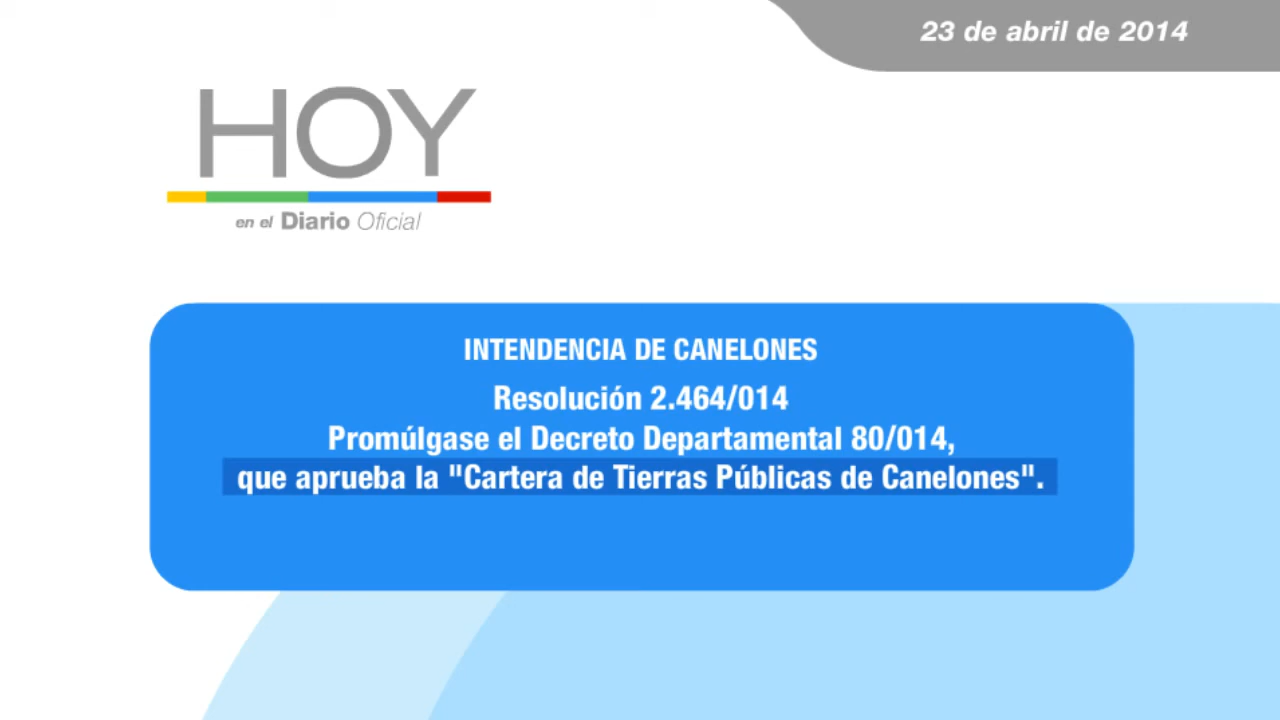 23 de abril de 2014
HOY
en el Diario Oficial
INTENDENCIA DE CANELONES
Resolución 2.464/014
Promúlgase el Decreto Departamental 80/014,
que aprueba la "Cartera de Tierras Públicas de Canelones".